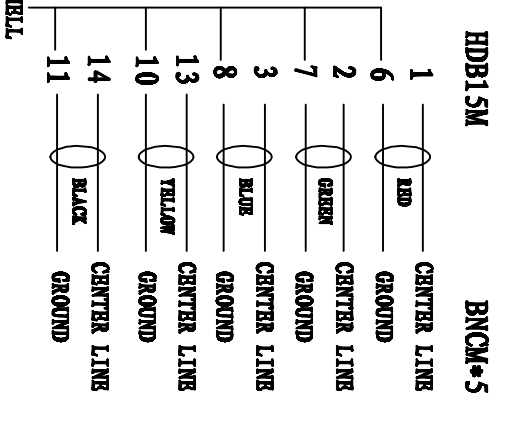 HDB15M BNCM*5
1 CENTER LINE
RED
6 GROUND
2 CENTER LINE
GREEN
7 GROUND
3 CENTER LINE
BLUE
8 GROUND
13 CENTER LINE
YELLOW
10 GROUND
14 CENTER LINE
BLACK
11 GROUND